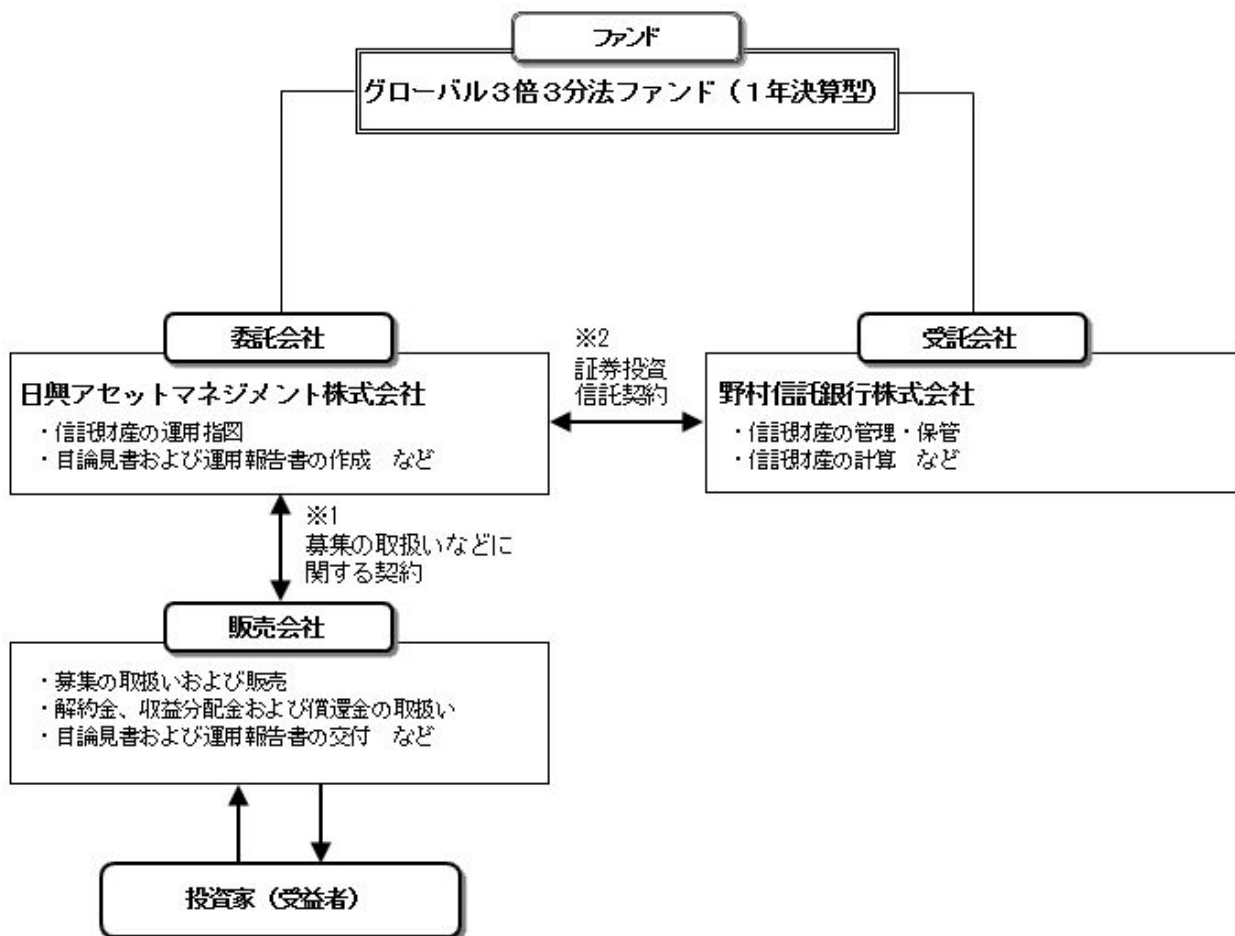 ファンド
グローバル３倍３分法ファンド（１年決算型）
委託会社
日興アセットマネジメント株式会社
・信託財産の運用指図
・目論見書および運用報告書の作成　など
※2
証券投資
信託契約
受託会社
野村信託銀行株式会社
・信託財産の管理・保管
・信託財産の計算　など
※1
募集の取扱いなどに
関する契約
販売会社
・募集の取扱いおよび販売
・解約金、収益分配金および償還金の取扱い
・目論見書および運用報告書の交付　など
投資家（受益者）